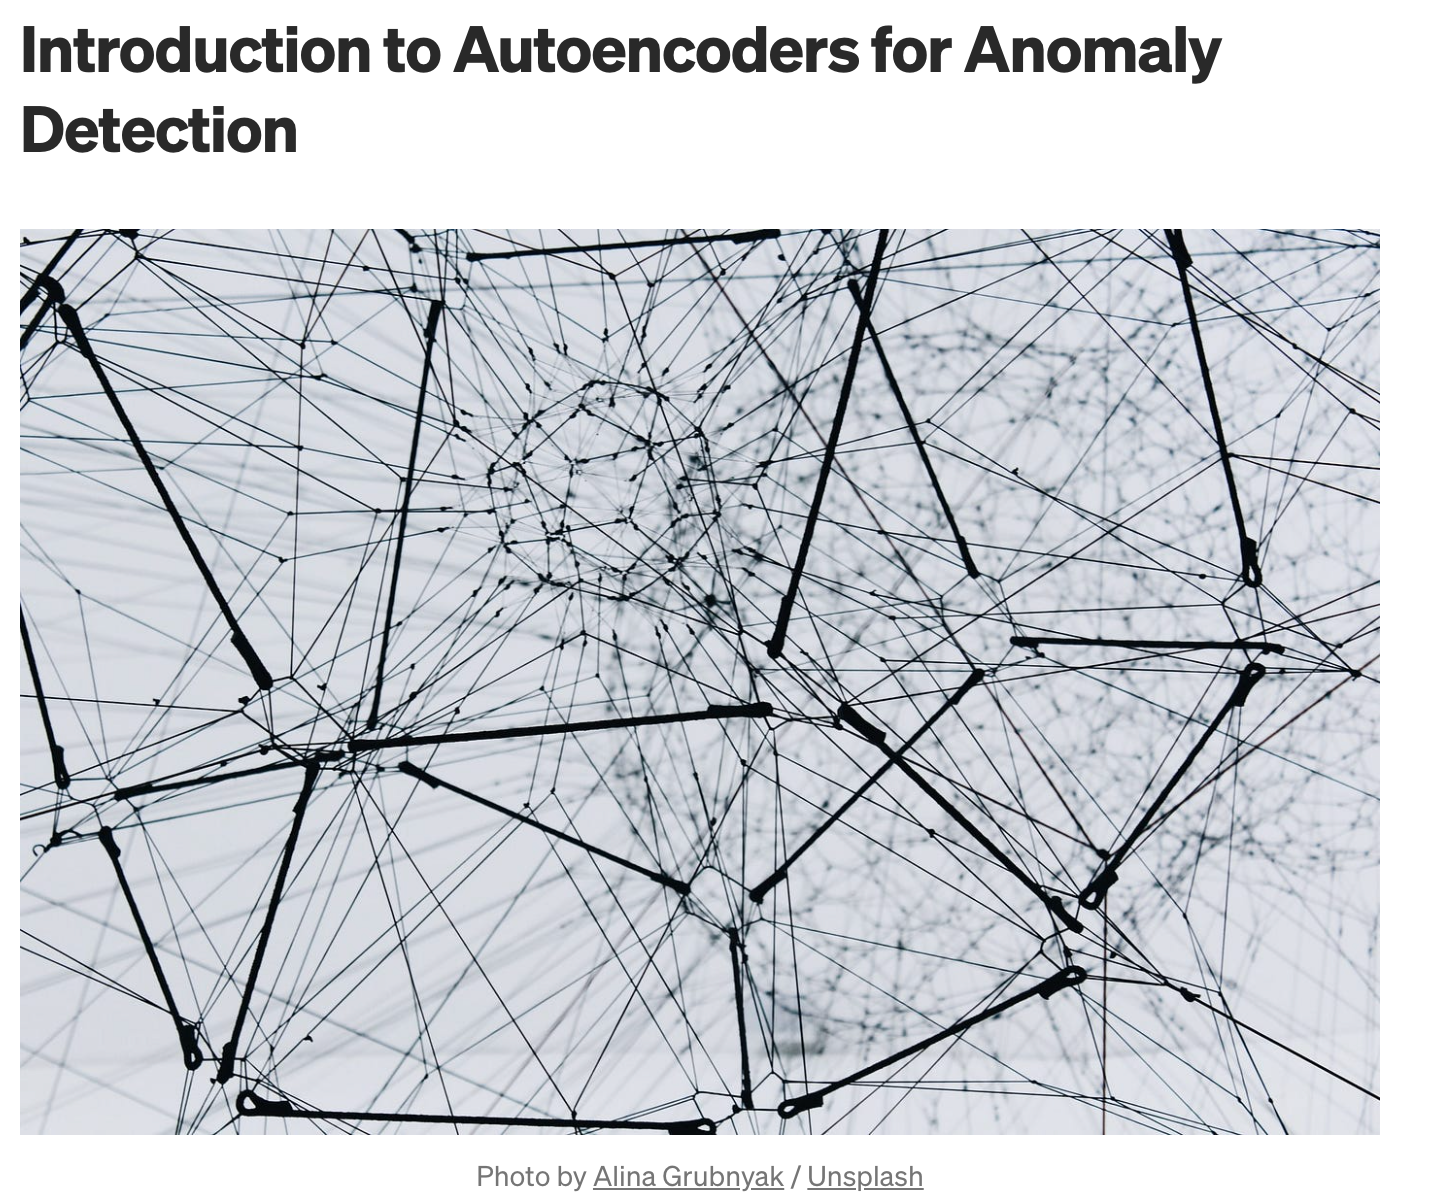 Introduction to Autoencoders for Anomaly
Detection
Photo by Alina Grubnyak / Unsplash